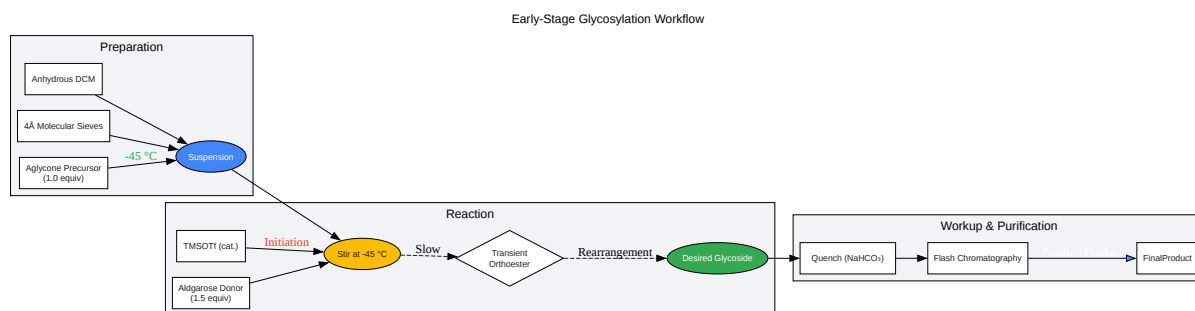 Early-Stage Glycosylation Workflow
Preparation
Anhydrous DCM
4Å Molecular Sieves
-45 °C
Aglycone Precursor
(1.0 equiv)
Suspension
Reaction
TMSOTf (cat.)
Initiation
Aldgarose Donor
(1.5 equiv)
Stir at -45 °C
Slow
Transient
Orthoester
Rearrangement
Desired Glycoside
Workup & Purification
Quench (NaHCO₃)
Flash Chromatography
FinalProduct